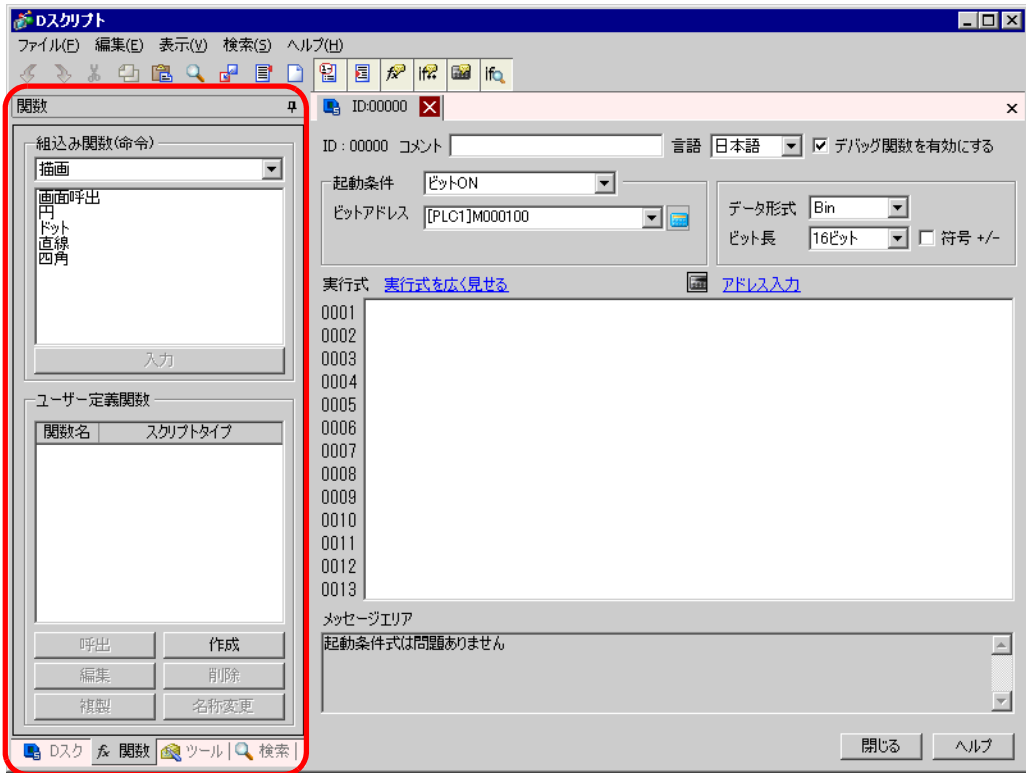 Dスクリプト
ファイル(F) 編集(E) 表示(V) 検索(S) ヘルプ(H)
関数
組込み関数(命令)
描画
画面呼出
円
ドット
直線
四角
入力
ユーザー定義関数
関数名 スクリプトタイプ
呼出 作成
編集 削除
複製 名称変更
Dスク 関数 ツール 検索
ID:00000
ID : 00000 コメント 言語 日本語 デバッグ関数を有効にする
起動条件 ビットON
ビットアドレス [PLC1]M000100
データ形式 Bin
ビット長 16ビット 符号 +/-
実行式 実行式を広く見せる アドレス入力
0001
0002
0003
0004
0005
0006
0007
0008
0009
0010
0011
0012
0013
メッセージエリア
起動条件式は問題ありません
閉じる ヘルプ